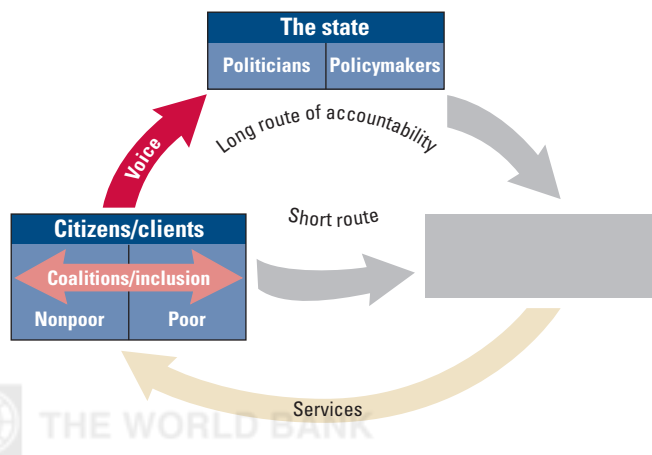 The state
Politicians Policymakers
Long route of accountability
Voice
Short route
Citizens/clients
Coalitions/inclusion
Nonpoor Poor
Services
THE WORLD BANK